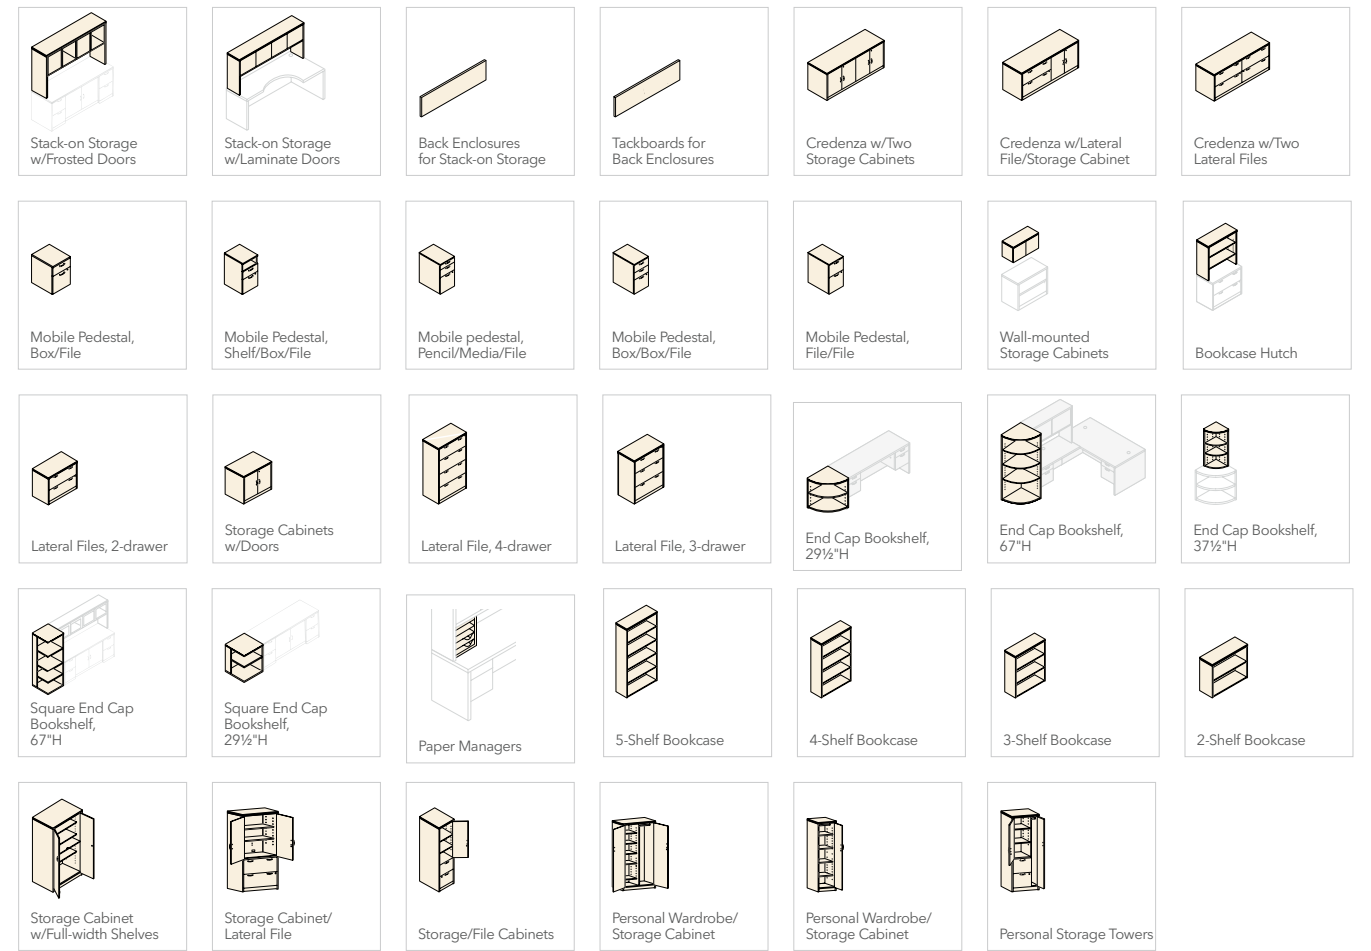 Stack-on Storage
w/Frosted Doors
Stack-on Storage
w/Laminate Doors
Back Enclosures
for Stack-on Storage
Tackboards for
Back Enclosures
Credenza w/Two
Storage Cabinets
Credenza w/Lateral
File/Storage Cabinet
Credenza w/Two
Lateral Files
Mobile Pedestal,
Box/File
Mobile Pedestal,
Shelf/Box/File
Mobile pedestal,
Pencil/Media/File
Mobile Pedestal,
Box/Box/File
Mobile Pedestal,
File/File
Wall-mounted
Storage Cabinets
Bookcase Hutch
Lateral Files, 2-drawer
Storage Cabinets
w/Doors
Lateral File, 4-drawer
Lateral File, 3-drawer
End Cap Bookshelf,
29½"H
End Cap Bookshelf,
67"H
End Cap Bookshelf,
37½"H
Square End Cap
Bookshelf,
67"H
Square End Cap
Bookshelf,
29½"H
Paper Managers
5-Shelf Bookcase
4-Shelf Bookcase
3-Shelf Bookcase
2-Shelf Bookcase
Storage Cabinet
w/Full-width Shelves
Storage Cabinet/
Lateral File
Storage/File Cabinets
Personal Wardrobe/
Storage Cabinet
Personal Wardrobe/
Storage Cabinet
Personal Storage Towers